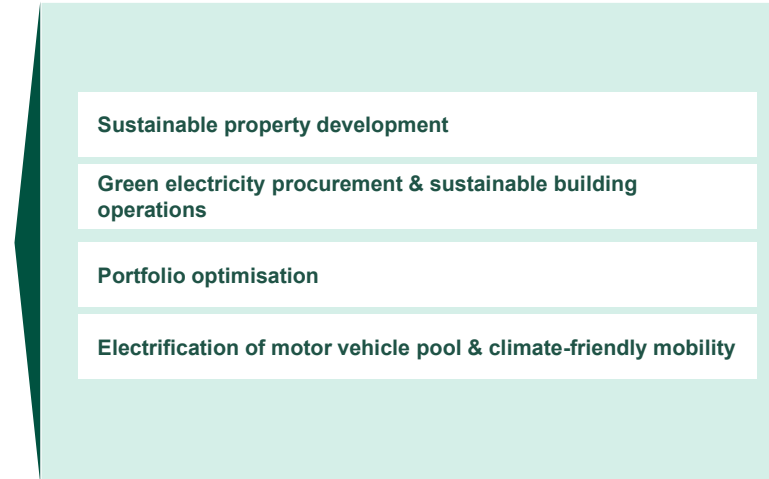 Sustainable property development
Green electricity procurement & sustainable building
operations
Portfolio optimisation
Electrification of motor vehicle pool & climate-friendly mobility